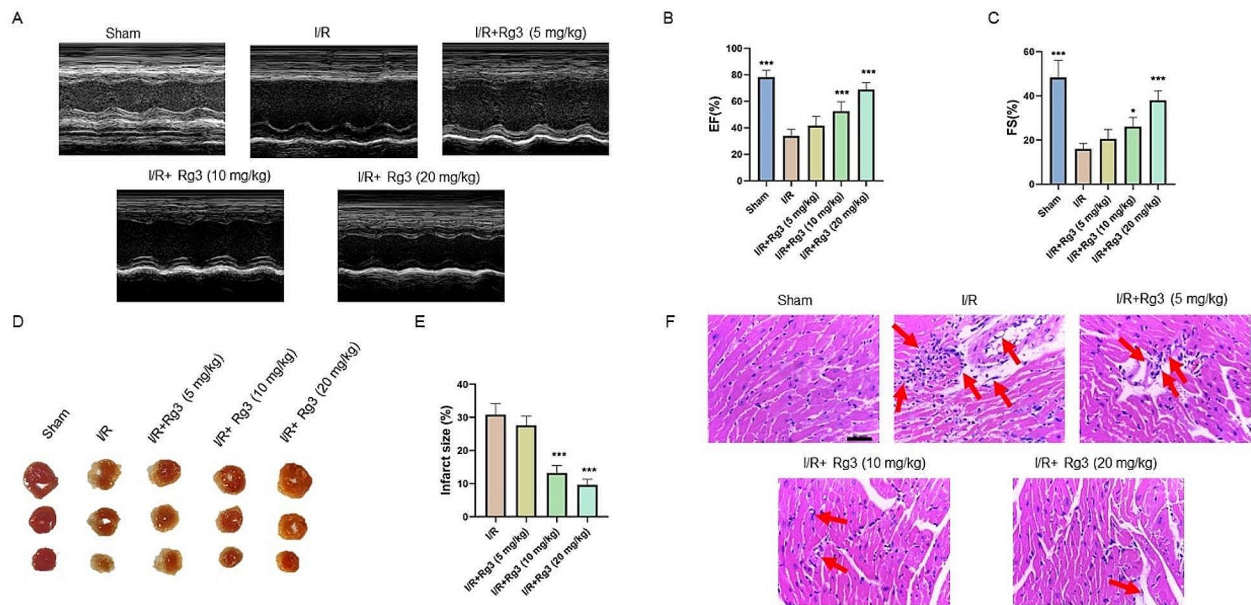 A
Sham
I/R
I/R+Rg3 (5 mg/kg)
I/R+ Rg3 (10 mg/kg)
I/R+ Rg3 (20 mg/kg)
B
EF(%)
100
80
60
40
20
0
***
***
***
Sham
I/R
I/R+Rg3 (5 mg/kg)
I/R+Rg3 (10 mg/kg)
I/R+Rg3 (20 mg/kg)
C
FS(%)
60
40
20
0
***
*
***
Sham
I/R
I/R+Rg3 (5 mg/kg)
I/R+Rg3 (10 mg/kg)
I/R+Rg3 (20 mg/kg)
D
Sham
I/R
I/R+Rg3 (5 mg/kg)
I/R+ Rg3 (10 mg/kg)
I/R+ Rg3 (20 mg/kg)
E
Infarct size (%)
40
30
20
10
0
***
***
I/R
I/R+Rg3 (5 mg/kg)
I/R+Rg3 (10 mg/kg)
I/R+Rg3 (20 mg/kg)
F
Sham
I/R
I/R+Rg3 (5 mg/kg)
I/R+ Rg3 (10 mg/kg)
I/R+ Rg3 (20 mg/kg)